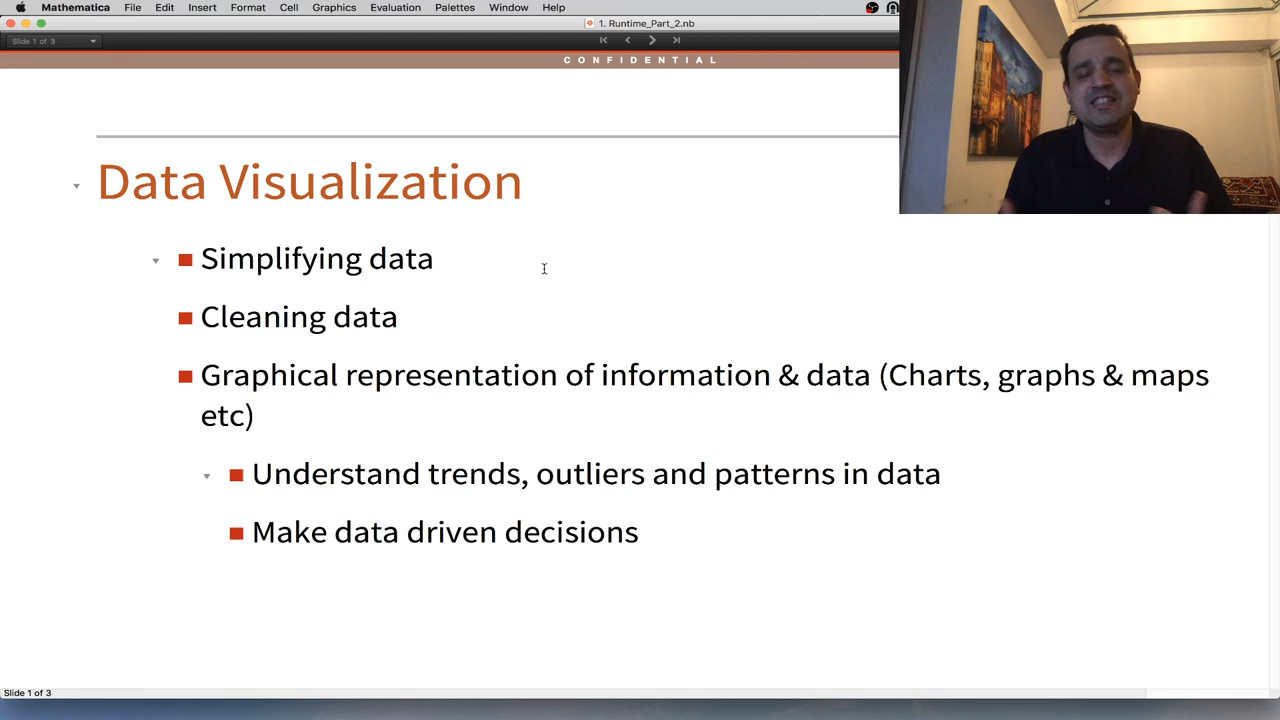 Mathematica File Edit Insert Format Cell Graphics Evaluation Palettes Window Help
1. Runtime_Part_2.nb
Slide 1 of 3
CONFIDENTIAL
Data Visualization
Simplifying data
Cleaning data
Graphical representation of information & data (Charts, graphs & maps
etc)
Understand trends, outliers and patterns in data
Make data driven decisions
Slide 1 of 3